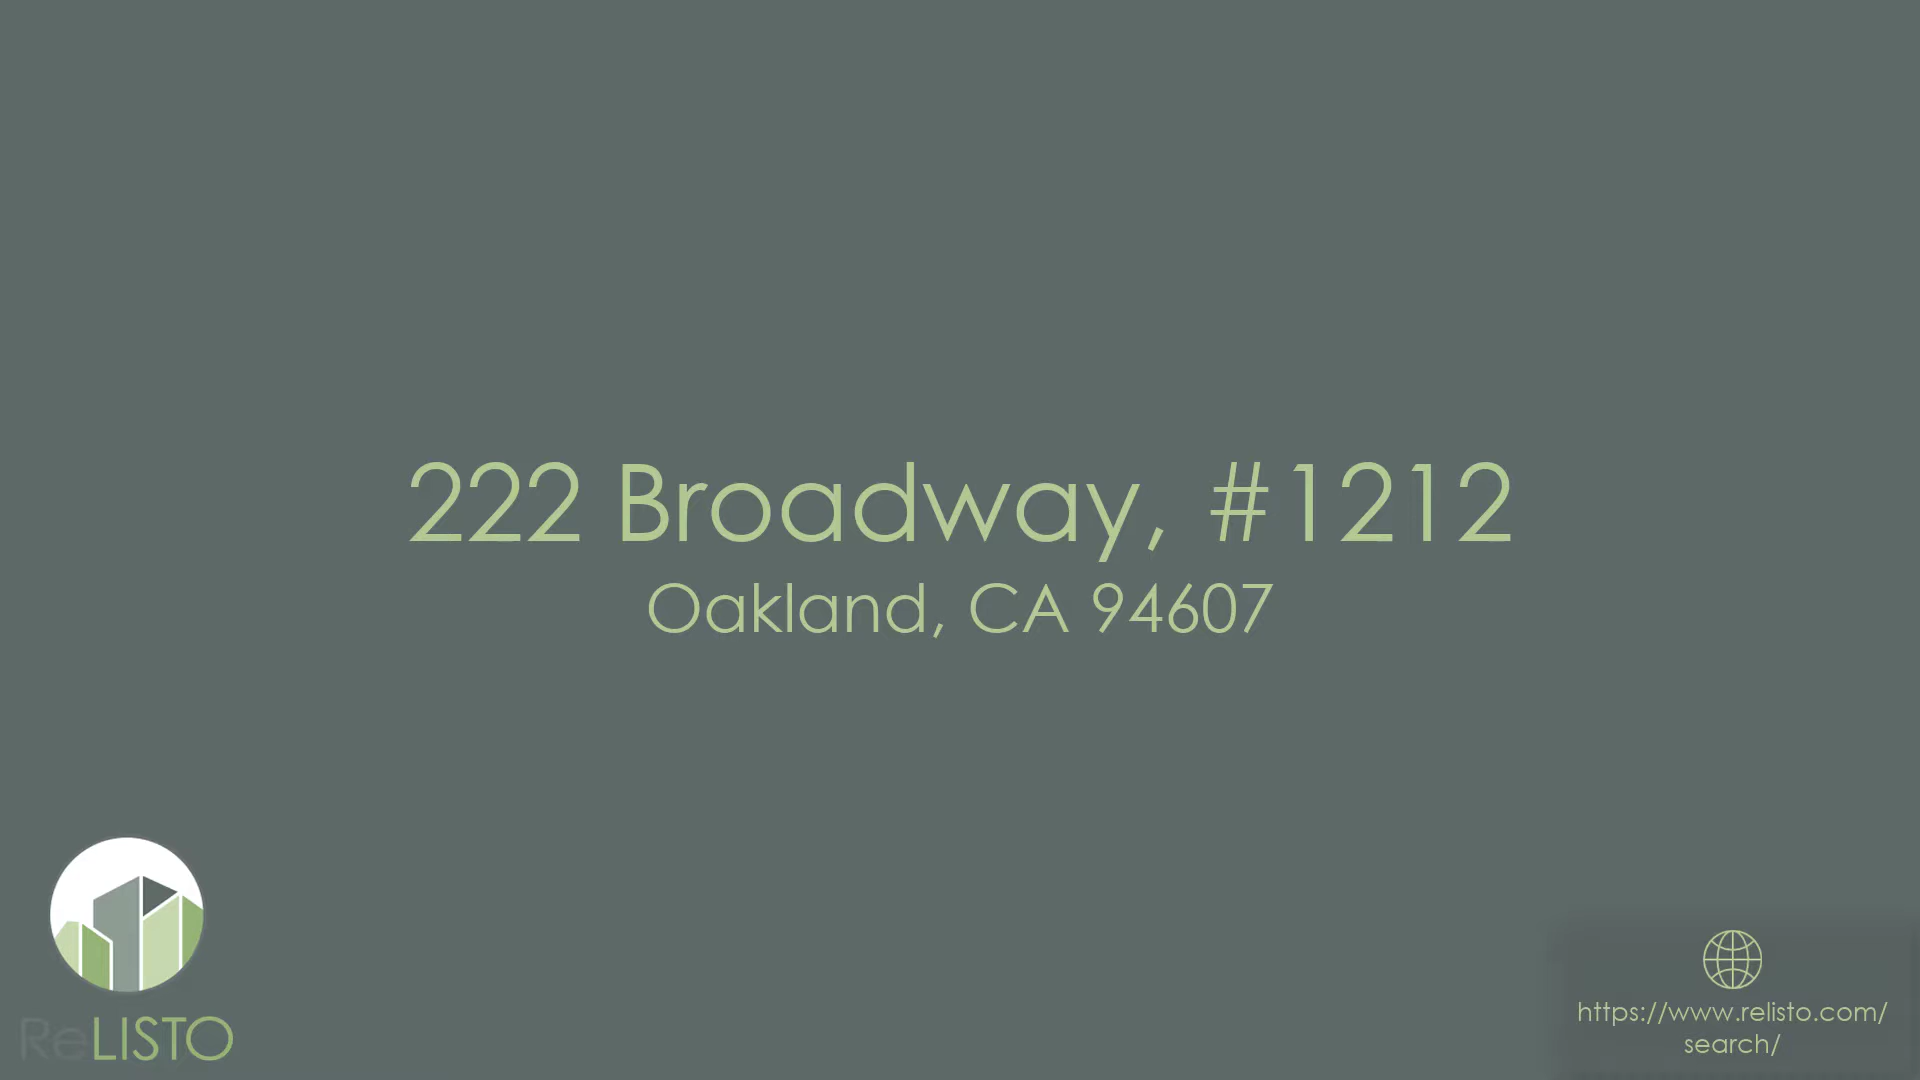 222 Broadway, #1212
Oakland, CA 94607
ReLISTO
https://www.relisto.com/
search/